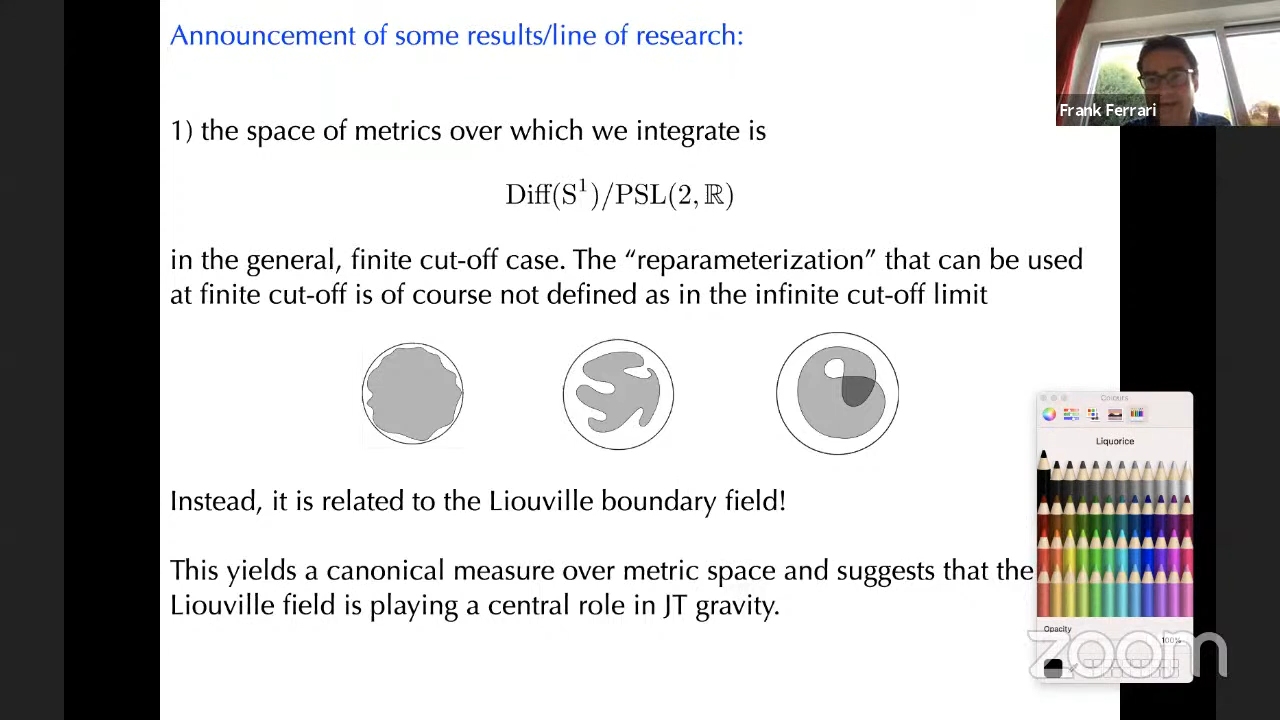 Announcement of some results/line of research:
1) the space of metrics over which we integrate is
Diff(S¹)/PSL(2, ℝ)
in the general, finite cut-off case. The “reparameterization” that can be used
at finite cut-off is of course not defined as in the infinite cut-off limit
Instead, it is related to the Liouville boundary field!
This yields a canonical measure over metric space and suggests that the
Liouville field is playing a central role in JT gravity.
Frank Ferrari
Colours
Liquorice
Opacity
100%
zoom